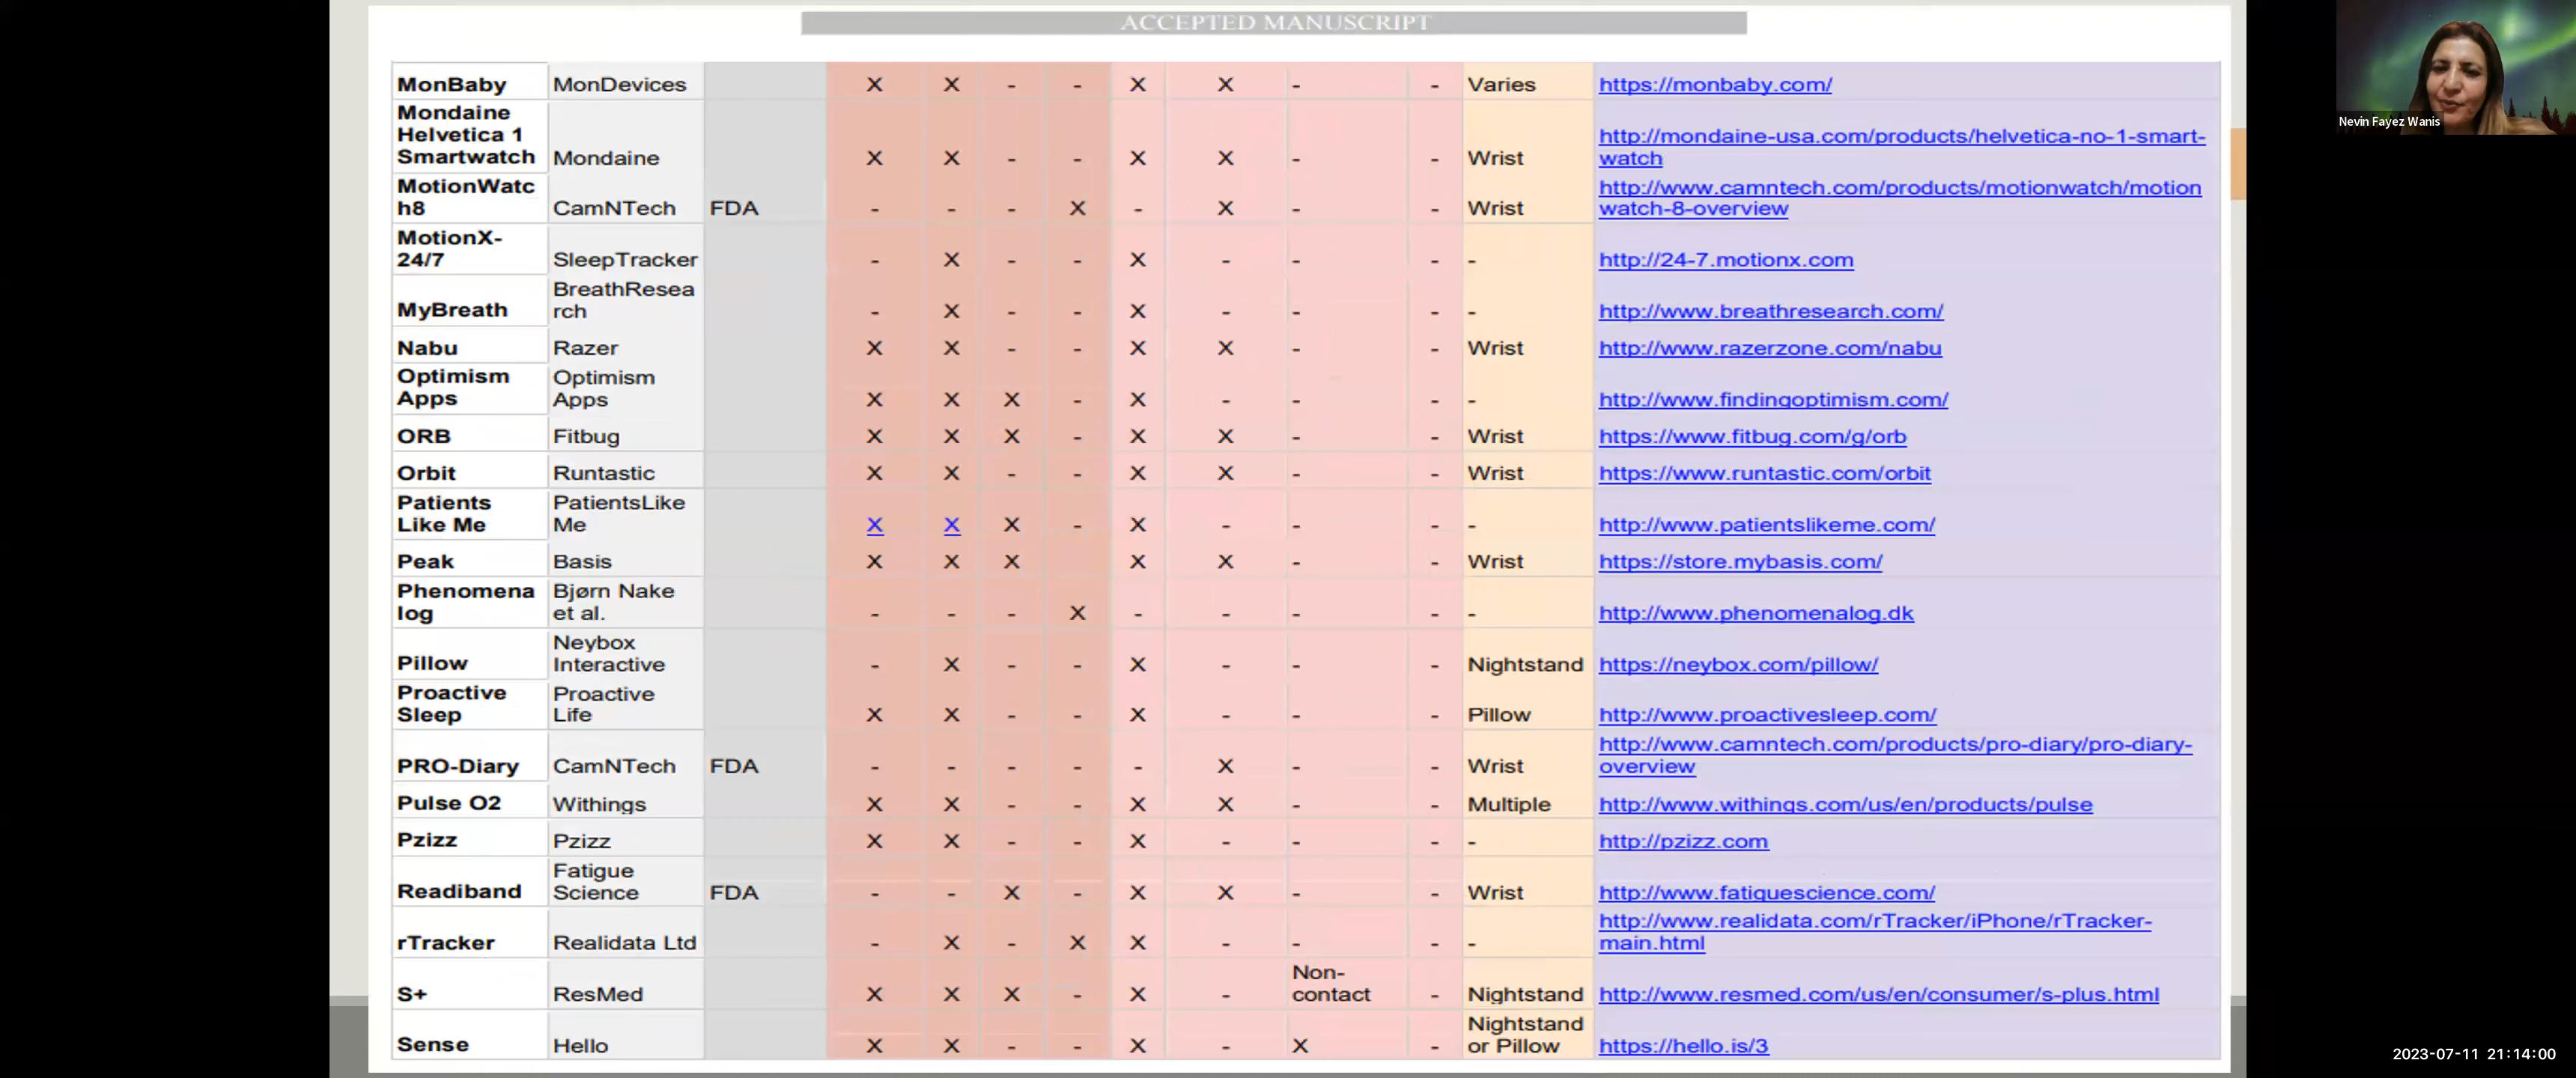 ACCEPTED MANUSCRIPT
MonBaby MonDevices X X - - X X - - Varies https://monbaby.com/
Mondaine
Helvetica 1 http://mondaine-usa.com/products/helvetica-no-1-smart-
Smartwatch Mondaine X X - - X X - - Wrist watch
MotionWatc http://www.camntech.com/products/motionwatch/motion
h8 CamNTech FDA - - - X - X - - Wrist watch-8-overview
MotionX-
24/7 SleepTracker - X - - X - - - - http://24-7.motionx.com
BreathResea
MyBreath rch - X - - X - - - - http://www.breathresearch.com/
Nabu Razer X X - - X X - - Wrist http://www.razerzone.com/nabu
Optimism Optimism
Apps Apps X X X - X - - - - http://www.findingoptimism.com/
ORB Fitbug X X X - X X - - Wrist https://www.fitbug.com/g/orb
Orbit Runtastic X X - - X X - - Wrist https://www.runtastic.com/orbit
Patients PatientsLike
Like Me Me X X X - X - - - - http://www.patientslikeme.com/
Peak Basis X X X X X - - Wrist https://store.mybasis.com/
Phenomena Bjørn Nake
log et al. - - - X - - - - - http://www.phenomenalog.dk
Neybox
Pillow Interactive - X - - X - - - Nightstand https://neybox.com/pillow/
Proactive Proactive
Sleep Life X X - - X - - - Pillow http://www.proactivesleep.com/
http://www.camntech.com/products/pro-diary/pro-diary-
PRO-Diary CamNTech FDA - - - - - X - - Wrist overview
Pulse O2 Withings X X - - X X - - Multiple http://www.withings.com/us/en/products/pulse
Pzizz Pzizz X X - - X - - - - http://pzizz.com
Fatigue
Readiband Science FDA - - X - X X - - Wrist http://www.fatiguescience.com/
http://www.realidata.com/rTracker/iPhone/rTracker-
rTracker Realidata Ltd - X - X X - - - - main.html
Non-
S+ ResMed X X X - X - contact - Nightstand http://www.resmed.com/us/en/consumer/s-plus.html
Nightstand
Sense Hello X X - - X - X - or Pillow https://hello.is/3
Nevin Fayez Wanis
2023-07-11 21:14:00